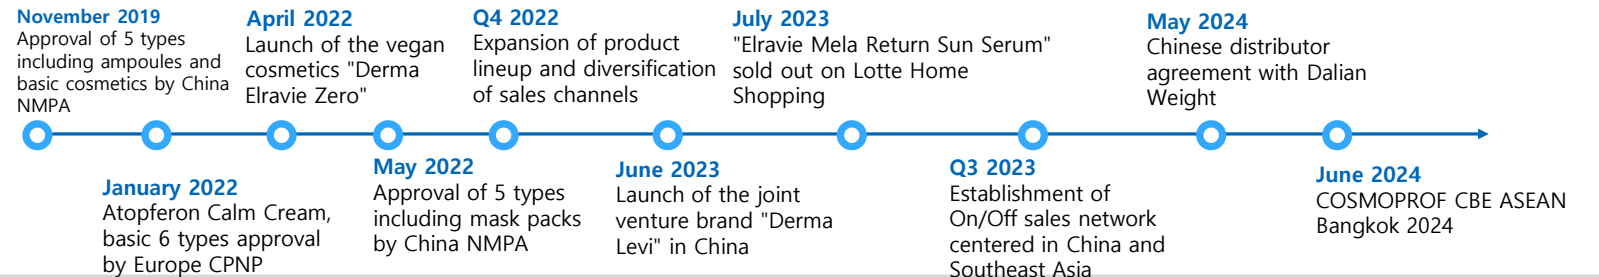 November 2019
Approval of 5 types
including ampoules and
basic cosmetics by China
NMPA
January 2022
Atopferon Calm Cream,
basic 6 types approval
by Europe CPNP
April 2022
Launch of the vegan
cosmetics "Derma
Elravie Zero"
May 2022
Approval of 5 types
including mask packs
by China NMPA
Q4 2022
Expansion of product
lineup and diversification
of sales channels
June 2023
Launch of the joint
venture brand "Derma
Levi" in China
July 2023
"Elravie Mela Return Sun Serum"
sold out on Lotte Home
Shopping
Q3 2023
Establishment of
On/Off sales network
centered in China and
Southeast Asia
May 2024
Chinese distributor
agreement with Dalian
Weight
June 2024
COSMOPROF CBE ASEAN
Bangkok 2024